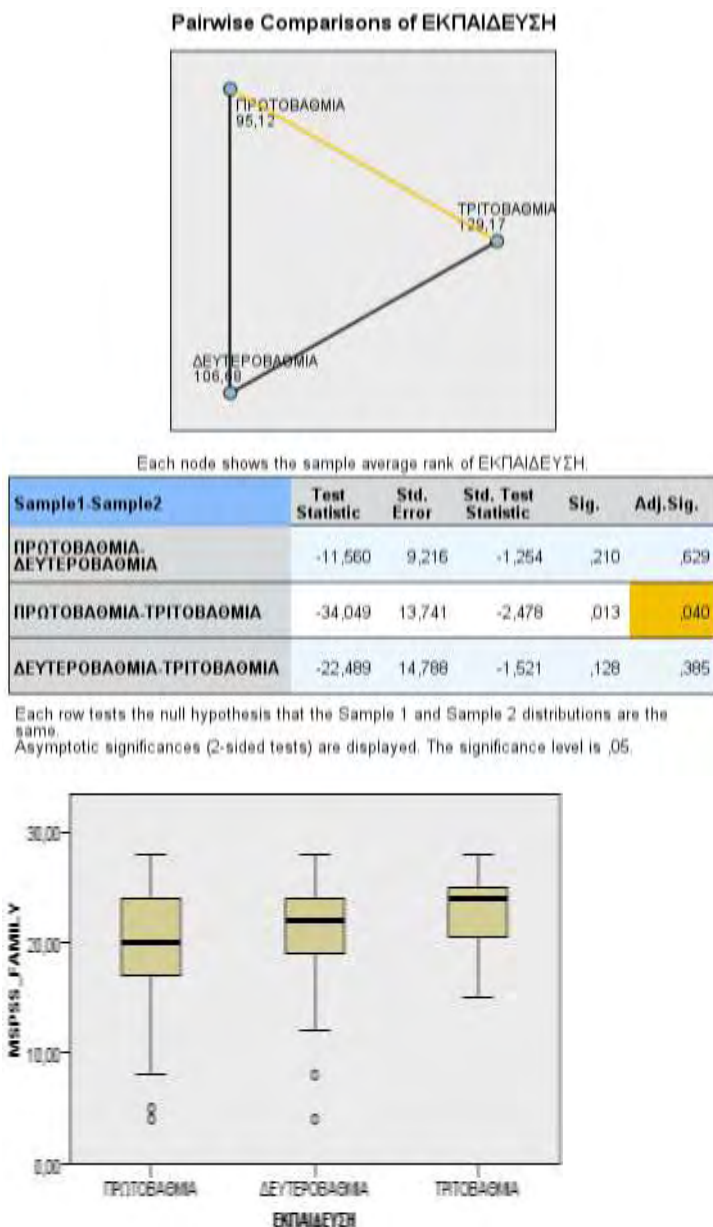 Pairwise Comparisons of ΕΚΠΑΙΔΕΥΣΗ
ΠΡΩΤΟΒΑΘΜΙΑ
95,12
ΤΡΙΤΟΒΑΘΜΙΑ
129,17
ΔΕΥΤΕΡΟΒΑΘΜΙΑ
106,68
Each node shows the sample average rank of ΕΚΠΑΙΔΕΥΣΗ.
Sample1-Sample2 Test Statistic Std. Error Std. Test Statistic Sig. Adj.Sig.
ΠΡΩΤΟΒΑΘΜΙΑ-
ΔΕΥΤΕΡΟΒΑΘΜΙΑ -11,560 9,216 -1,254 ,210 ,629
ΠΡΩΤΟΒΑΘΜΙΑ-ΤΡΙΤΟΒΑΘΜΙΑ -34,049 13,741 -2,478 ,013 ,040
ΔΕΥΤΕΡΟΒΑΘΜΙΑ-ΤΡΙΤΟΒΑΘΜΙΑ -22,489 14,788 -1,521 ,128 ,385
Each row tests the null hypothesis that the Sample 1 and Sample 2 distributions are the
same.
Asymptotic significances (2-sided tests) are displayed. The significance level is ,05.
30,00
20,00
10,00
0,00
MSPSS_FAMILY
ΠΡΩΤΟΒΑΘΜΙΑ ΔΕΥΤΕΡΟΒΑΘΜΙΑ ΤΡΙΤΟΒΑΘΜΙΑ
ΕΚΠΑΙΔΕΥΣΗ